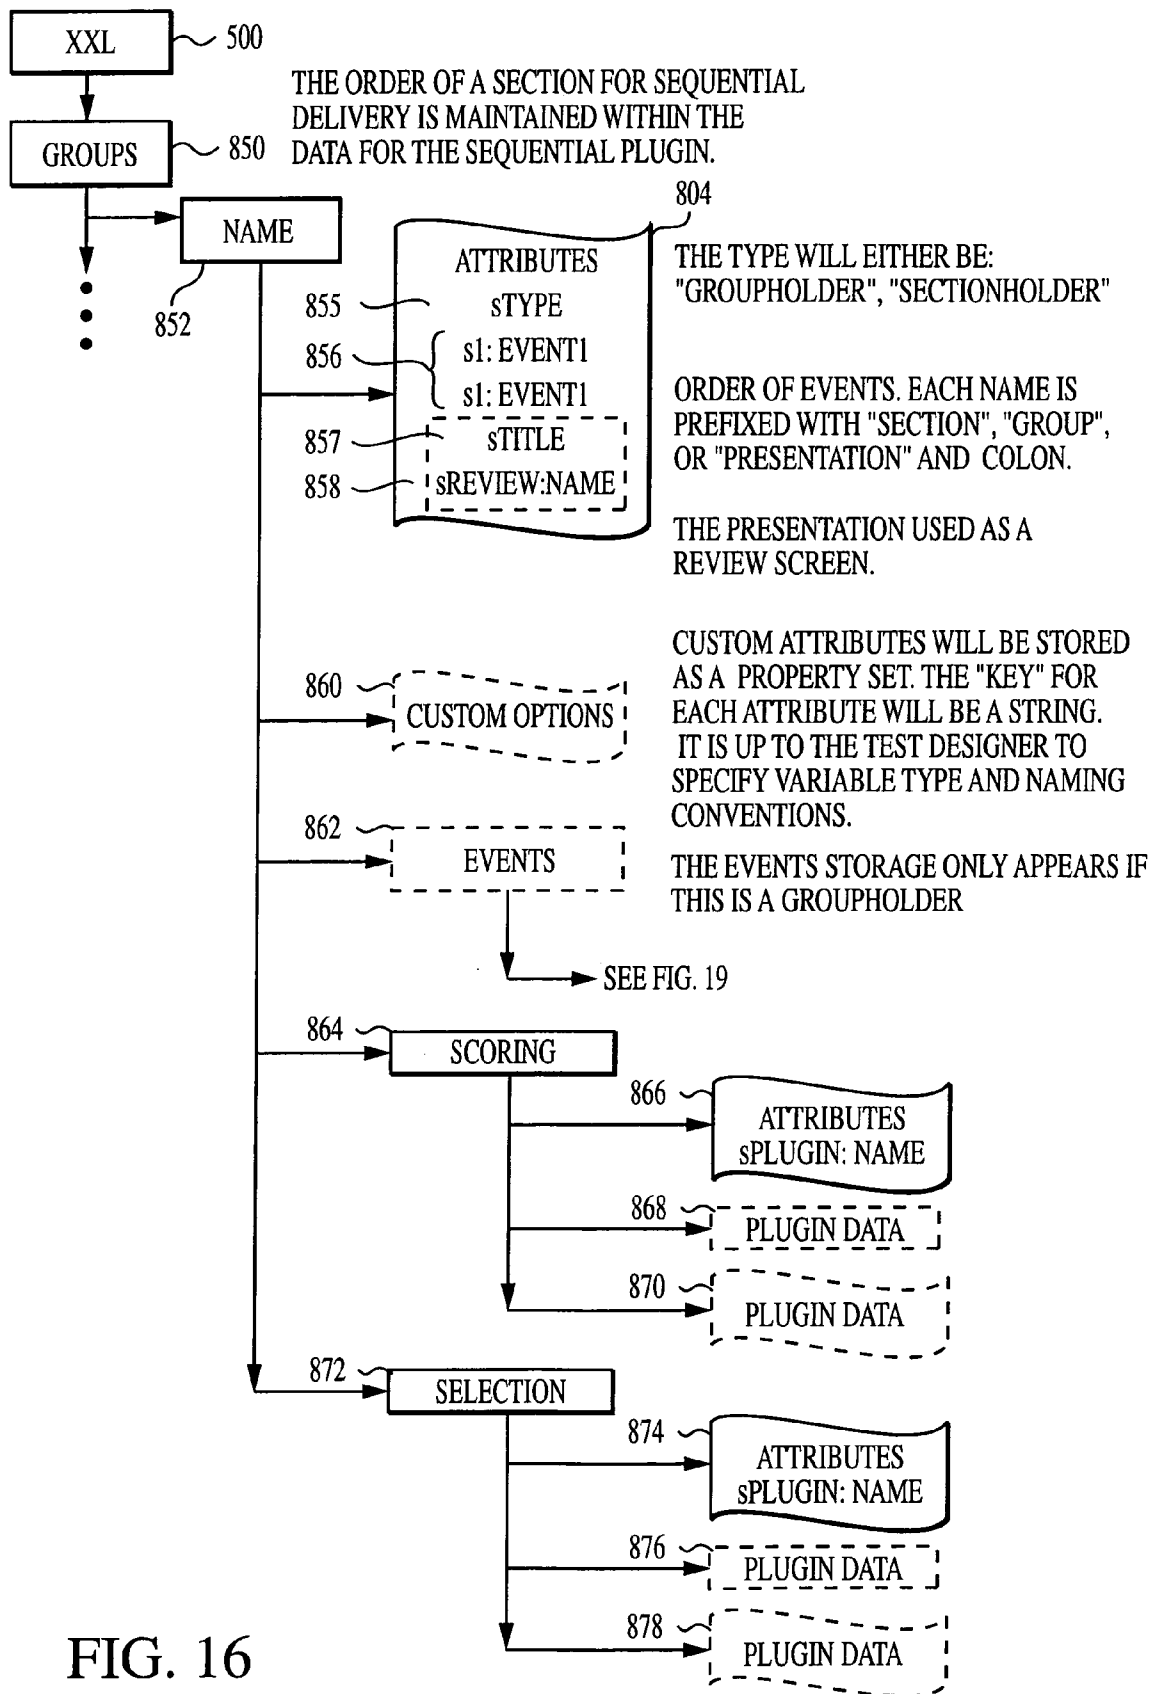 XXL
500
THE ORDER OF A SECTION FOR SEQUENTIAL
DELIVERY IS MAINTAINED WITHIN THE
DATA FOR THE SEQUENTIAL PLUGIN.
GROUPS
850
NAME
852
804
ATTRIBUTES
THE TYPE WILL EITHER BE:
"GROUPHOLDER", "SECTIONHOLDER"
855
sTYPE
856
s1: EVENT1
s1: EVENT1
ORDER OF EVENTS. EACH NAME IS
PREFIXED WITH "SECTION", "GROUP",
OR "PRESENTATION" AND COLON.
857
sTITLE
858
sREVIEW:NAME
THE PRESENTATION USED AS A
REVIEW SCREEN.
860
CUSTOM OPTIONS
CUSTOM ATTRIBUTES WILL BE STORED
AS A PROPERTY SET. THE "KEY" FOR
EACH ATTRIBUTE WILL BE A STRING.
IT IS UP TO THE TEST DESIGNER TO
SPECIFY VARIABLE TYPE AND NAMING
CONVENTIONS.
862
EVENTS
THE EVENTS STORAGE ONLY APPEARS IF
THIS IS A GROUPHOLDER
SEE FIG. 19
864
SCORING
866
ATTRIBUTES
sPLUGIN: NAME
868
PLUGIN DATA
870
PLUGIN DATA
872
SELECTION
874
ATTRIBUTES
sPLUGIN: NAME
876
PLUGIN DATA
878
PLUGIN DATA
FIG. 16